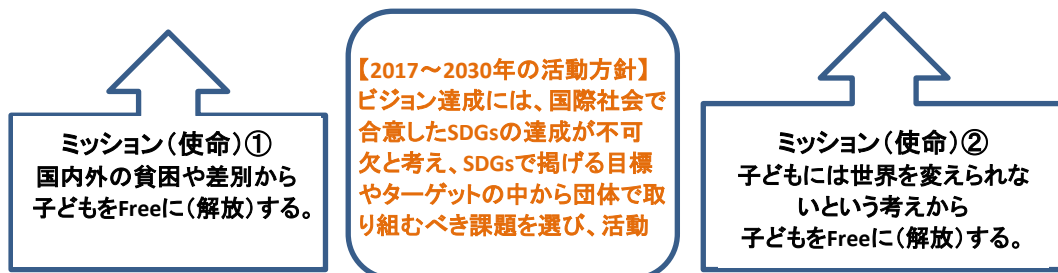 ミッション(使命)①
国内外の貧困や差別から
子どもをFreeに(解放)する。
【2017～2030年の活動方針】
ビジョン達成には、国際社会で
合意したSDGsの達成が不可
欠と考え、SDGsで掲げる目標
やターゲットの中から団体で取
り組むべき課題を選び、活動
ミッション(使命)②
子どもには世界を変えられな
いという考えから
子どもをFreeに(解放)する。